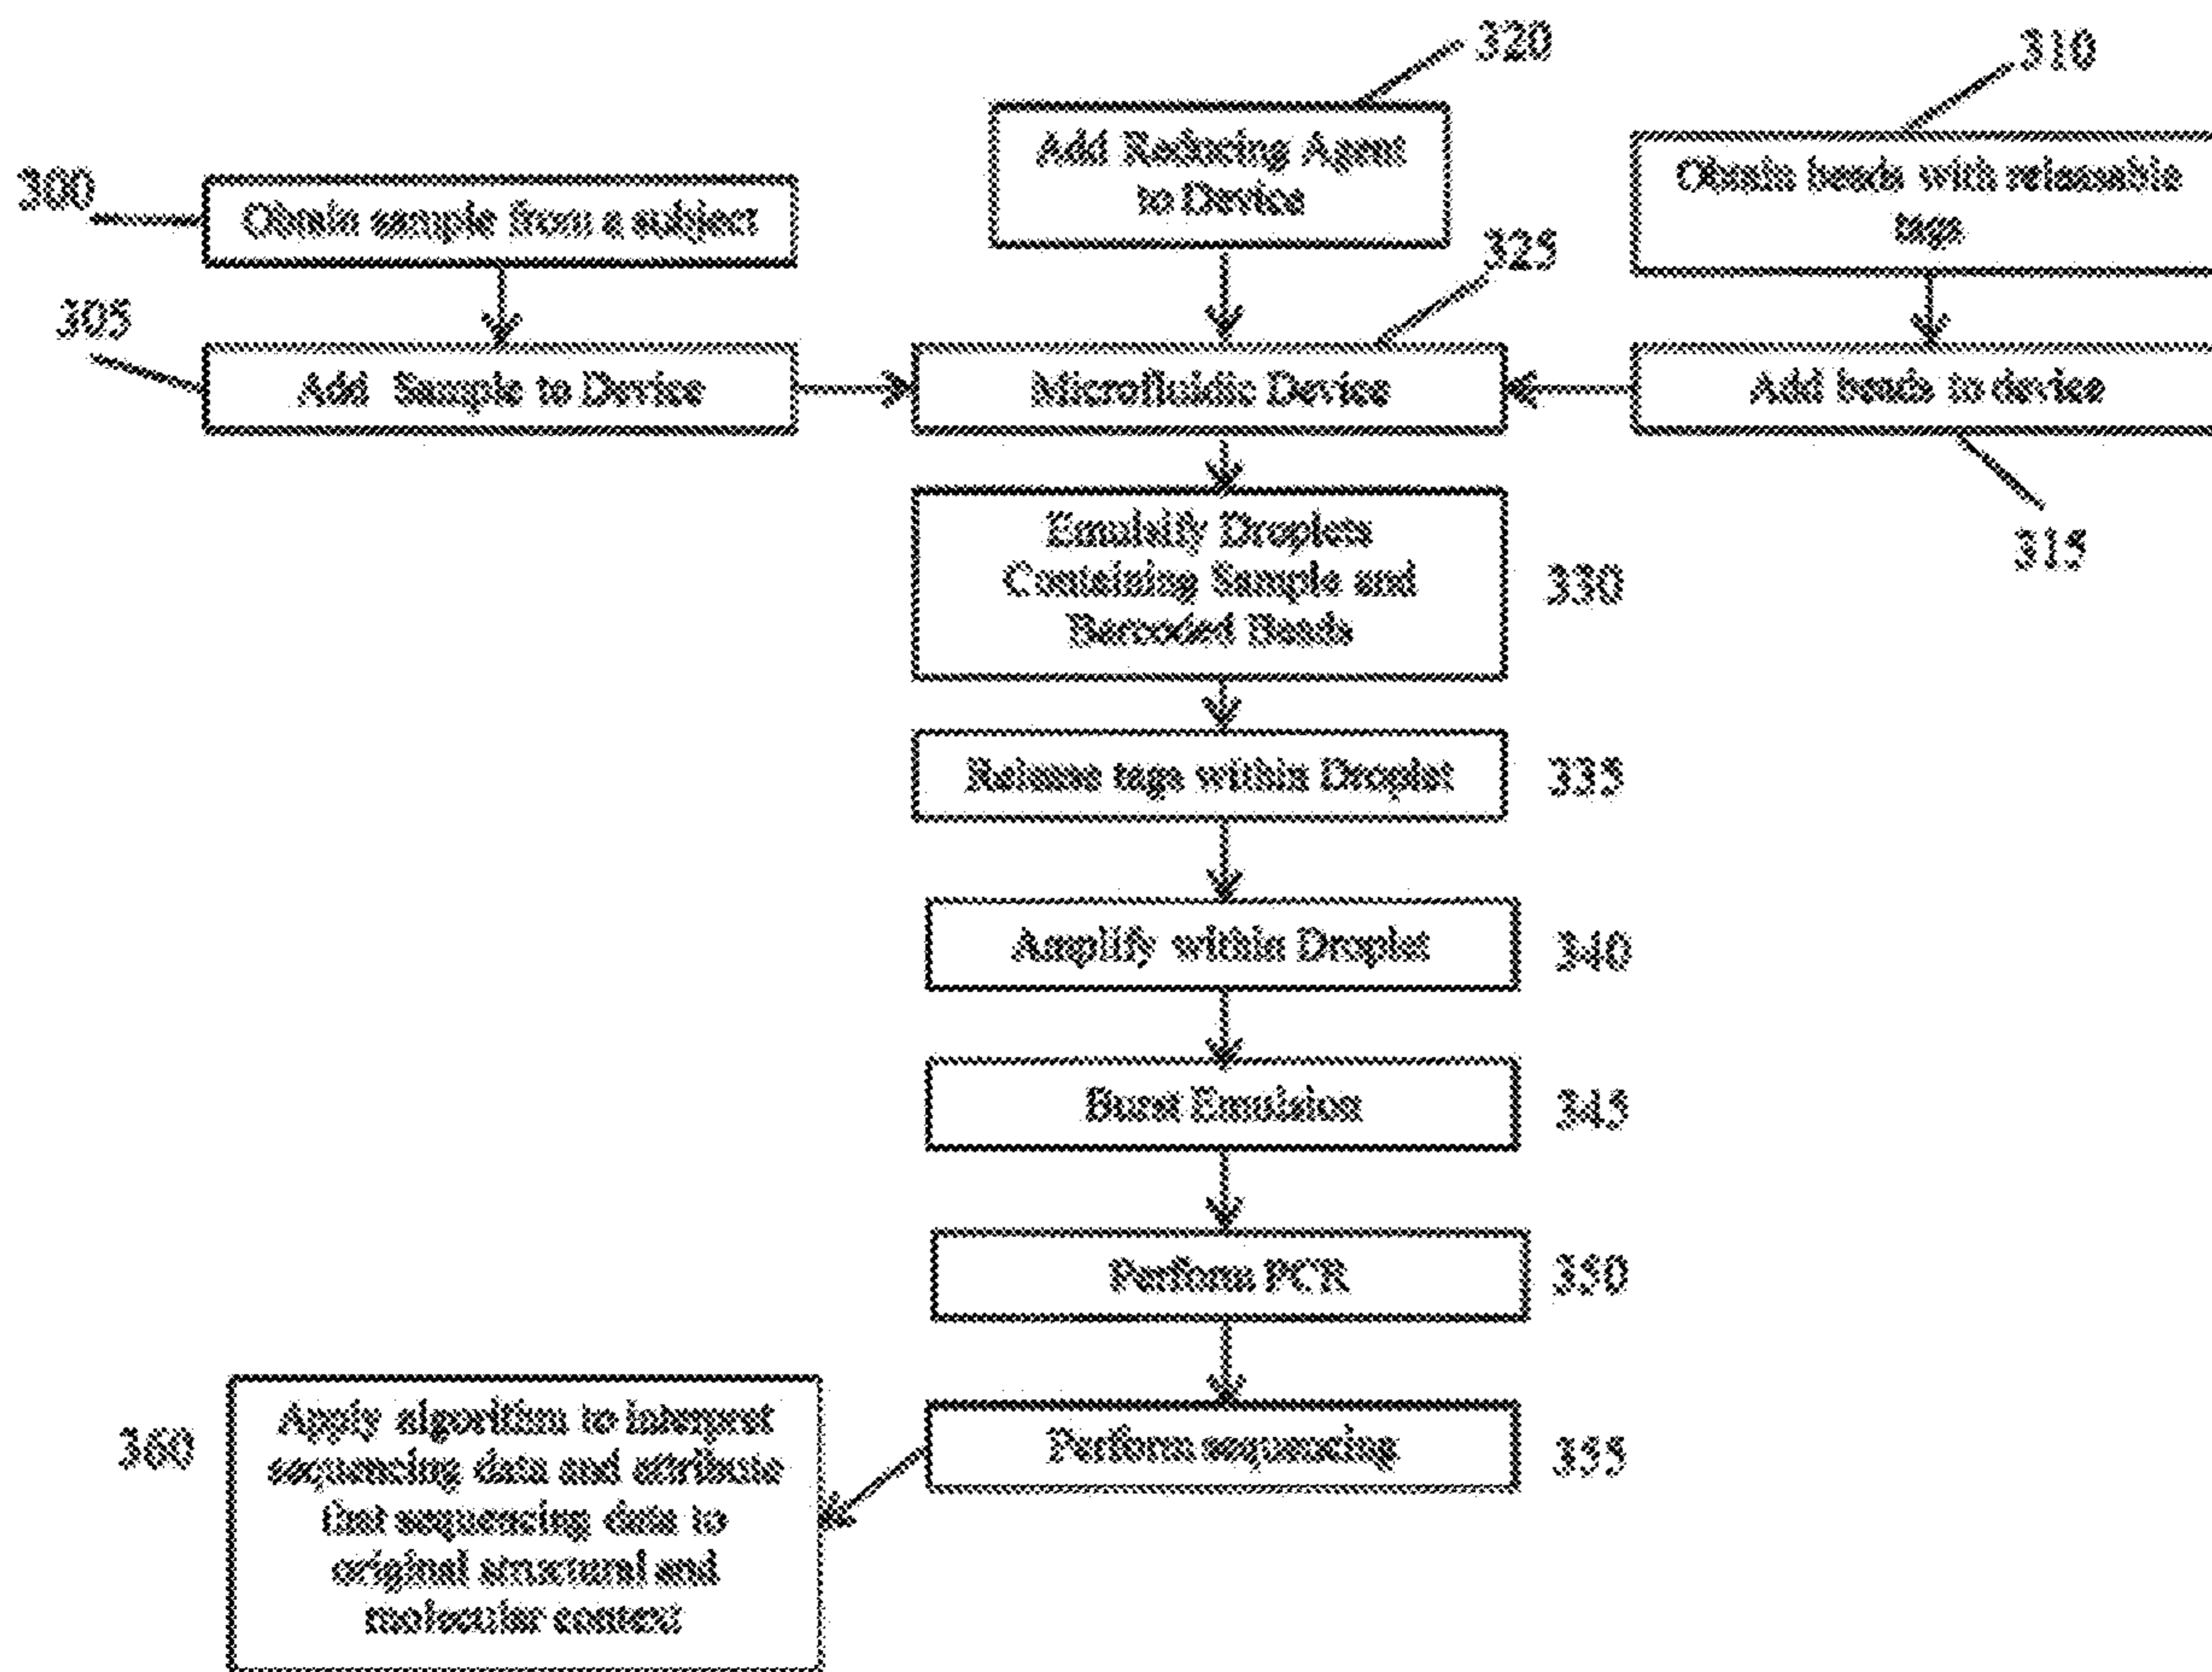 320
310
Add Reducing Agent
to Device
300
Obtain sample from a subject
Obtain beads with releasable
tags
325
305
Add Sample to Device
Microfluidic Device
Add beads to device
315
Emulsify Droplets
Containing Sample and
Barcoded Beads
330
Release tags within Droplet
335
Amplify within Droplet
340
Burst Emulsion
345
Perform PCR
350
Perform sequencing
355
360
Apply algorithm to interpret
sequencing data and attribute
that sequencing data to
original structural and
molecular context